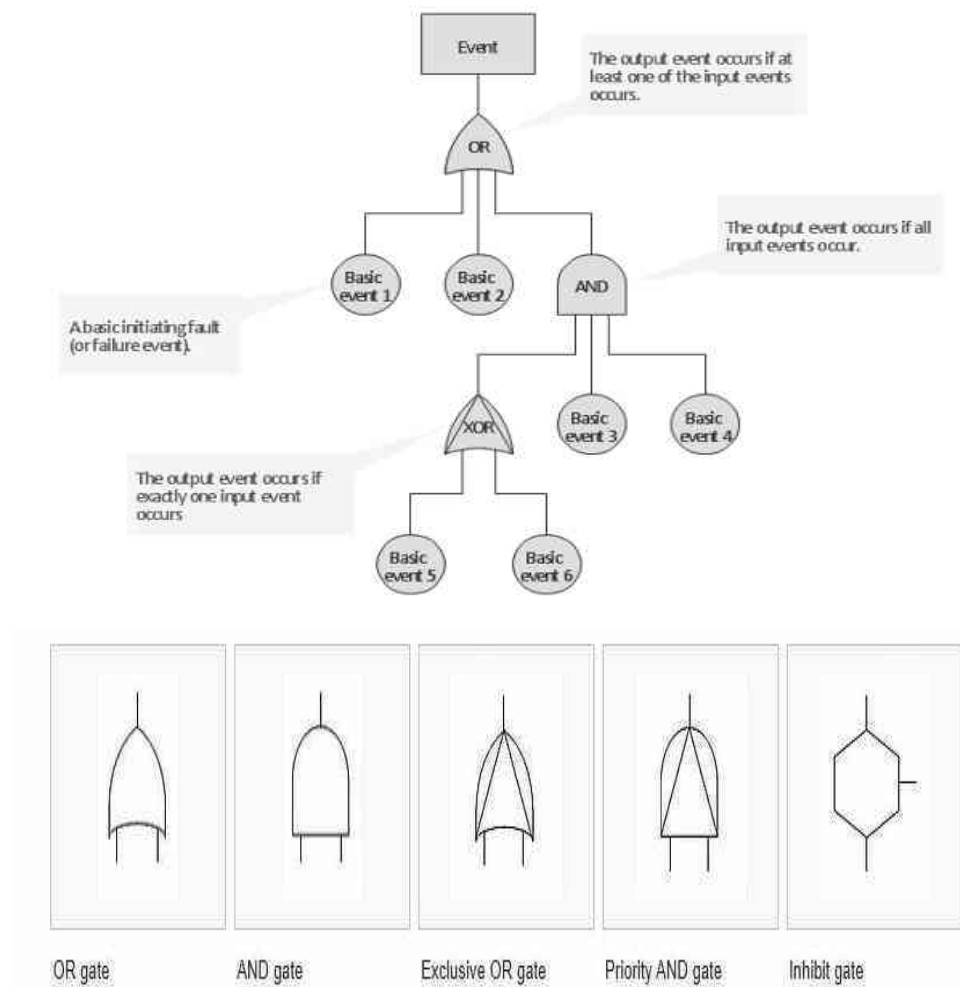 Event
The output event occurs if at
least one of the input events
occurs.
OR
The output event occurs if all
input events occur.
Basic
event 1
Basic
event 2
AND
A basic initiating fault
(or failure event).
XOR
Basic
event 3
Basic
event 4
The output event occurs if
exactly one input event
occurs
Basic
event 5
Basic
event 6
OR gate
AND gate
Exclusive OR gate
Priority AND gate
Inhibit gate